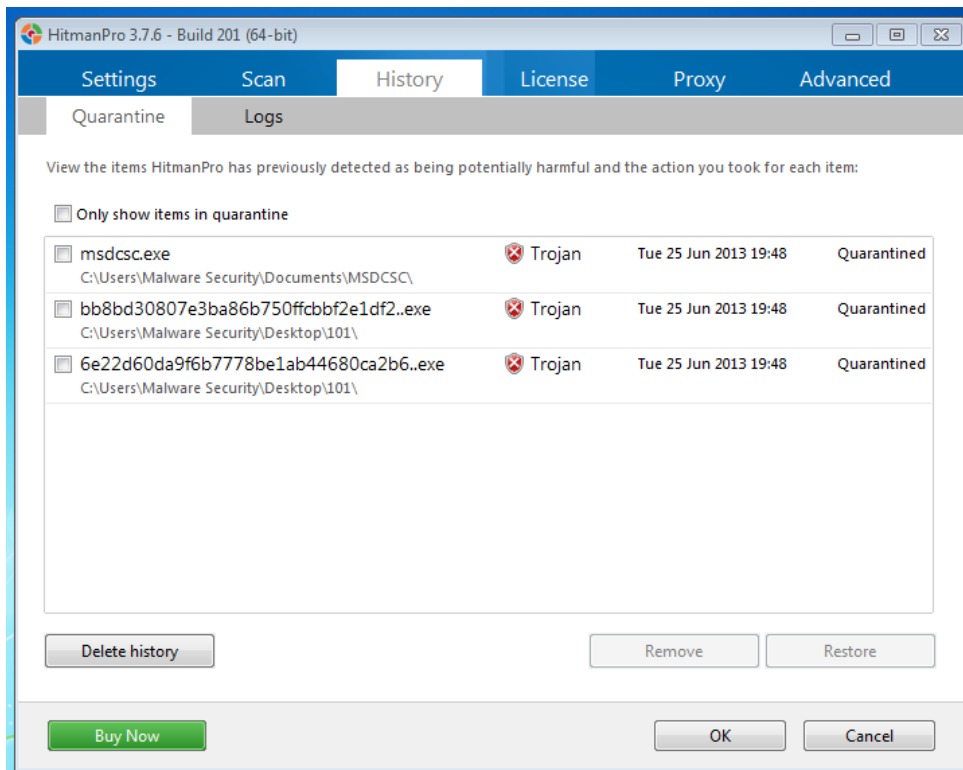 HitmanPro 3.7.6 - Build 201 (64-bit)
Settings Scan History License Proxy Advanced
Quarantine Logs
View the items HitmanPro has previously detected as being potentially harmful and the action you took for each item:
Only show items in quarantine
msdcsc.exe Trojan Tue 25 Jun 2013 19:48 Quarantined
C:\Users\Malware Security\Documents\MSDCSC\
bb8bd30807e3ba86b750ffcbbf2e1df2..exe Trojan Tue 25 Jun 2013 19:48 Quarantined
C:\Users\Malware Security\Desktop\101\
6e22d60da9f6b7778be1ab44680ca2b6..exe Trojan Tue 25 Jun 2013 19:48 Quarantined
C:\Users\Malware Security\Desktop\101\
Delete history Remove Restore
Buy Now OK Cancel